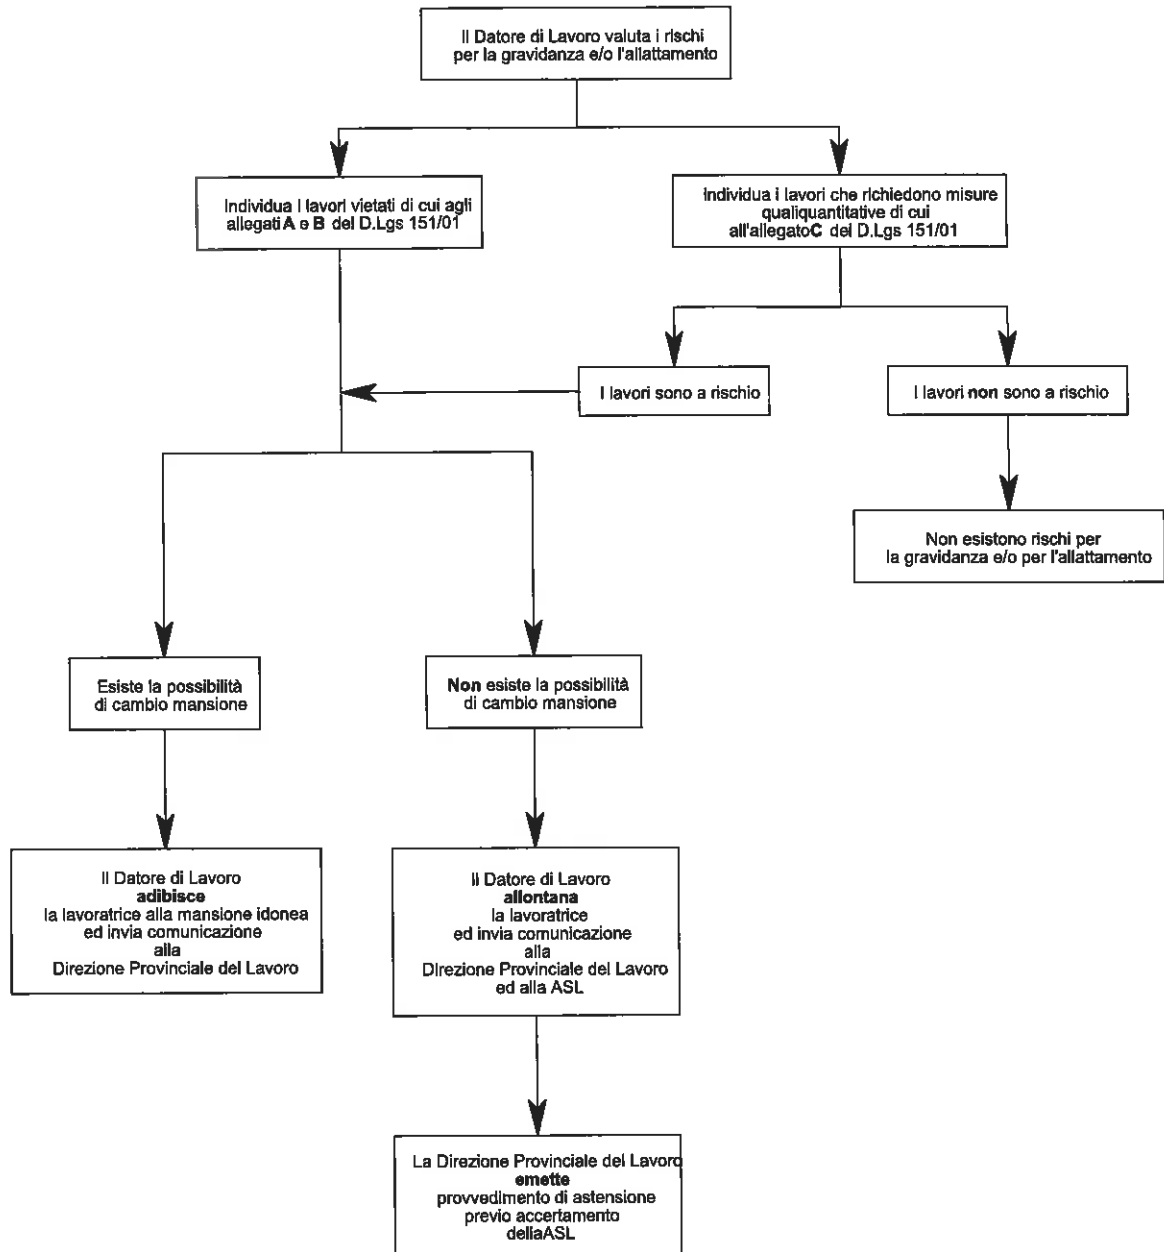 Il Datore di Lavoro valuta i rischi
per la gravidanza e/o l'allattamento
Individua i lavori vietati di cui agli
allegati A e B del D.Lgs 151/01
Individua i lavori che richiedono misure
qualiquantitative di cui
all'allegatoC del D.Lgs 151/01
I lavori sono a rischio
I lavori non sono a rischio
Non esistono rischi per
la gravidanza e/o per l'allattamento
Esiste la possibilità
di cambio mansione
Non esiste la possibilità
di cambio mansione
Il Datore di Lavoro
adibisce
la lavoratrice alla mansione idonea
ed invia comunicazione
alla
Direzione Provinciale del Lavoro
Il Datore di Lavoro
allontana
la lavoratrice
ed invia comunicazione
alla
Direzione Provinciale del Lavoro
ed alla ASL
La Direzione Provinciale del Lavoro
emette
provvedimento di astensione
previo accertamento
dellaASL